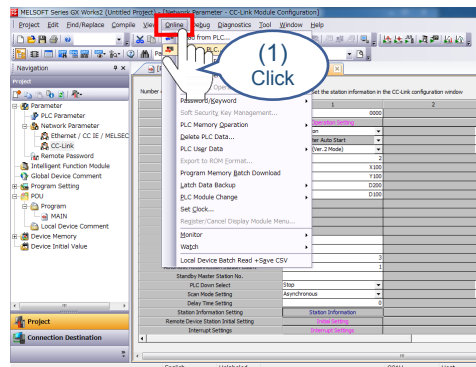 MELSOFT Series GX Works2 (Untitled Project) - [Network Parameter - CC-Link Module Configuration]
Project Edit Find/Replace Compile View Online Debug Diagnostics Tool Window Help
Read from PLC...
PLC...
(1)
Click
Navigation
Project
Parameter
PLC Parameter
Network Parameter
Ethernet / CC IE / MELSEC
CC-Link
Remote Password
Intelligent Function Module
Global Device Comment
Program Setting
POU
Program
MAIN
Local Device Comment
Device Memory
Device Initial Value
Project
Connection Destination
Password/Keyword
Soft Security Key Management...
PLC Memory Operation
Delete PLC Data...
PLC User Data
Export to ROM Format...
Program Memory Batch Download
Latch Data Backup
PLC Module Change
Set Clock...
Register/Cancel Display Module Menu...
Monitor
Watch
Local Device Batch Read +Save CSV
Set the station information in the CC-Link configuration window
1 2
0000
Operation Setting
Auto Start
(Ver.2 Mode)
2
X100
Y100
D200
D100
3
1
Standby Master Station No.
PLC Down Select Stop
Scan Mode Setting Asynchronous
Delay Time Setting 0
Station Information Setting Station Information
Remote Device Station Initial Setting Initial Setting
Interrupt Settings Interrupt Settings